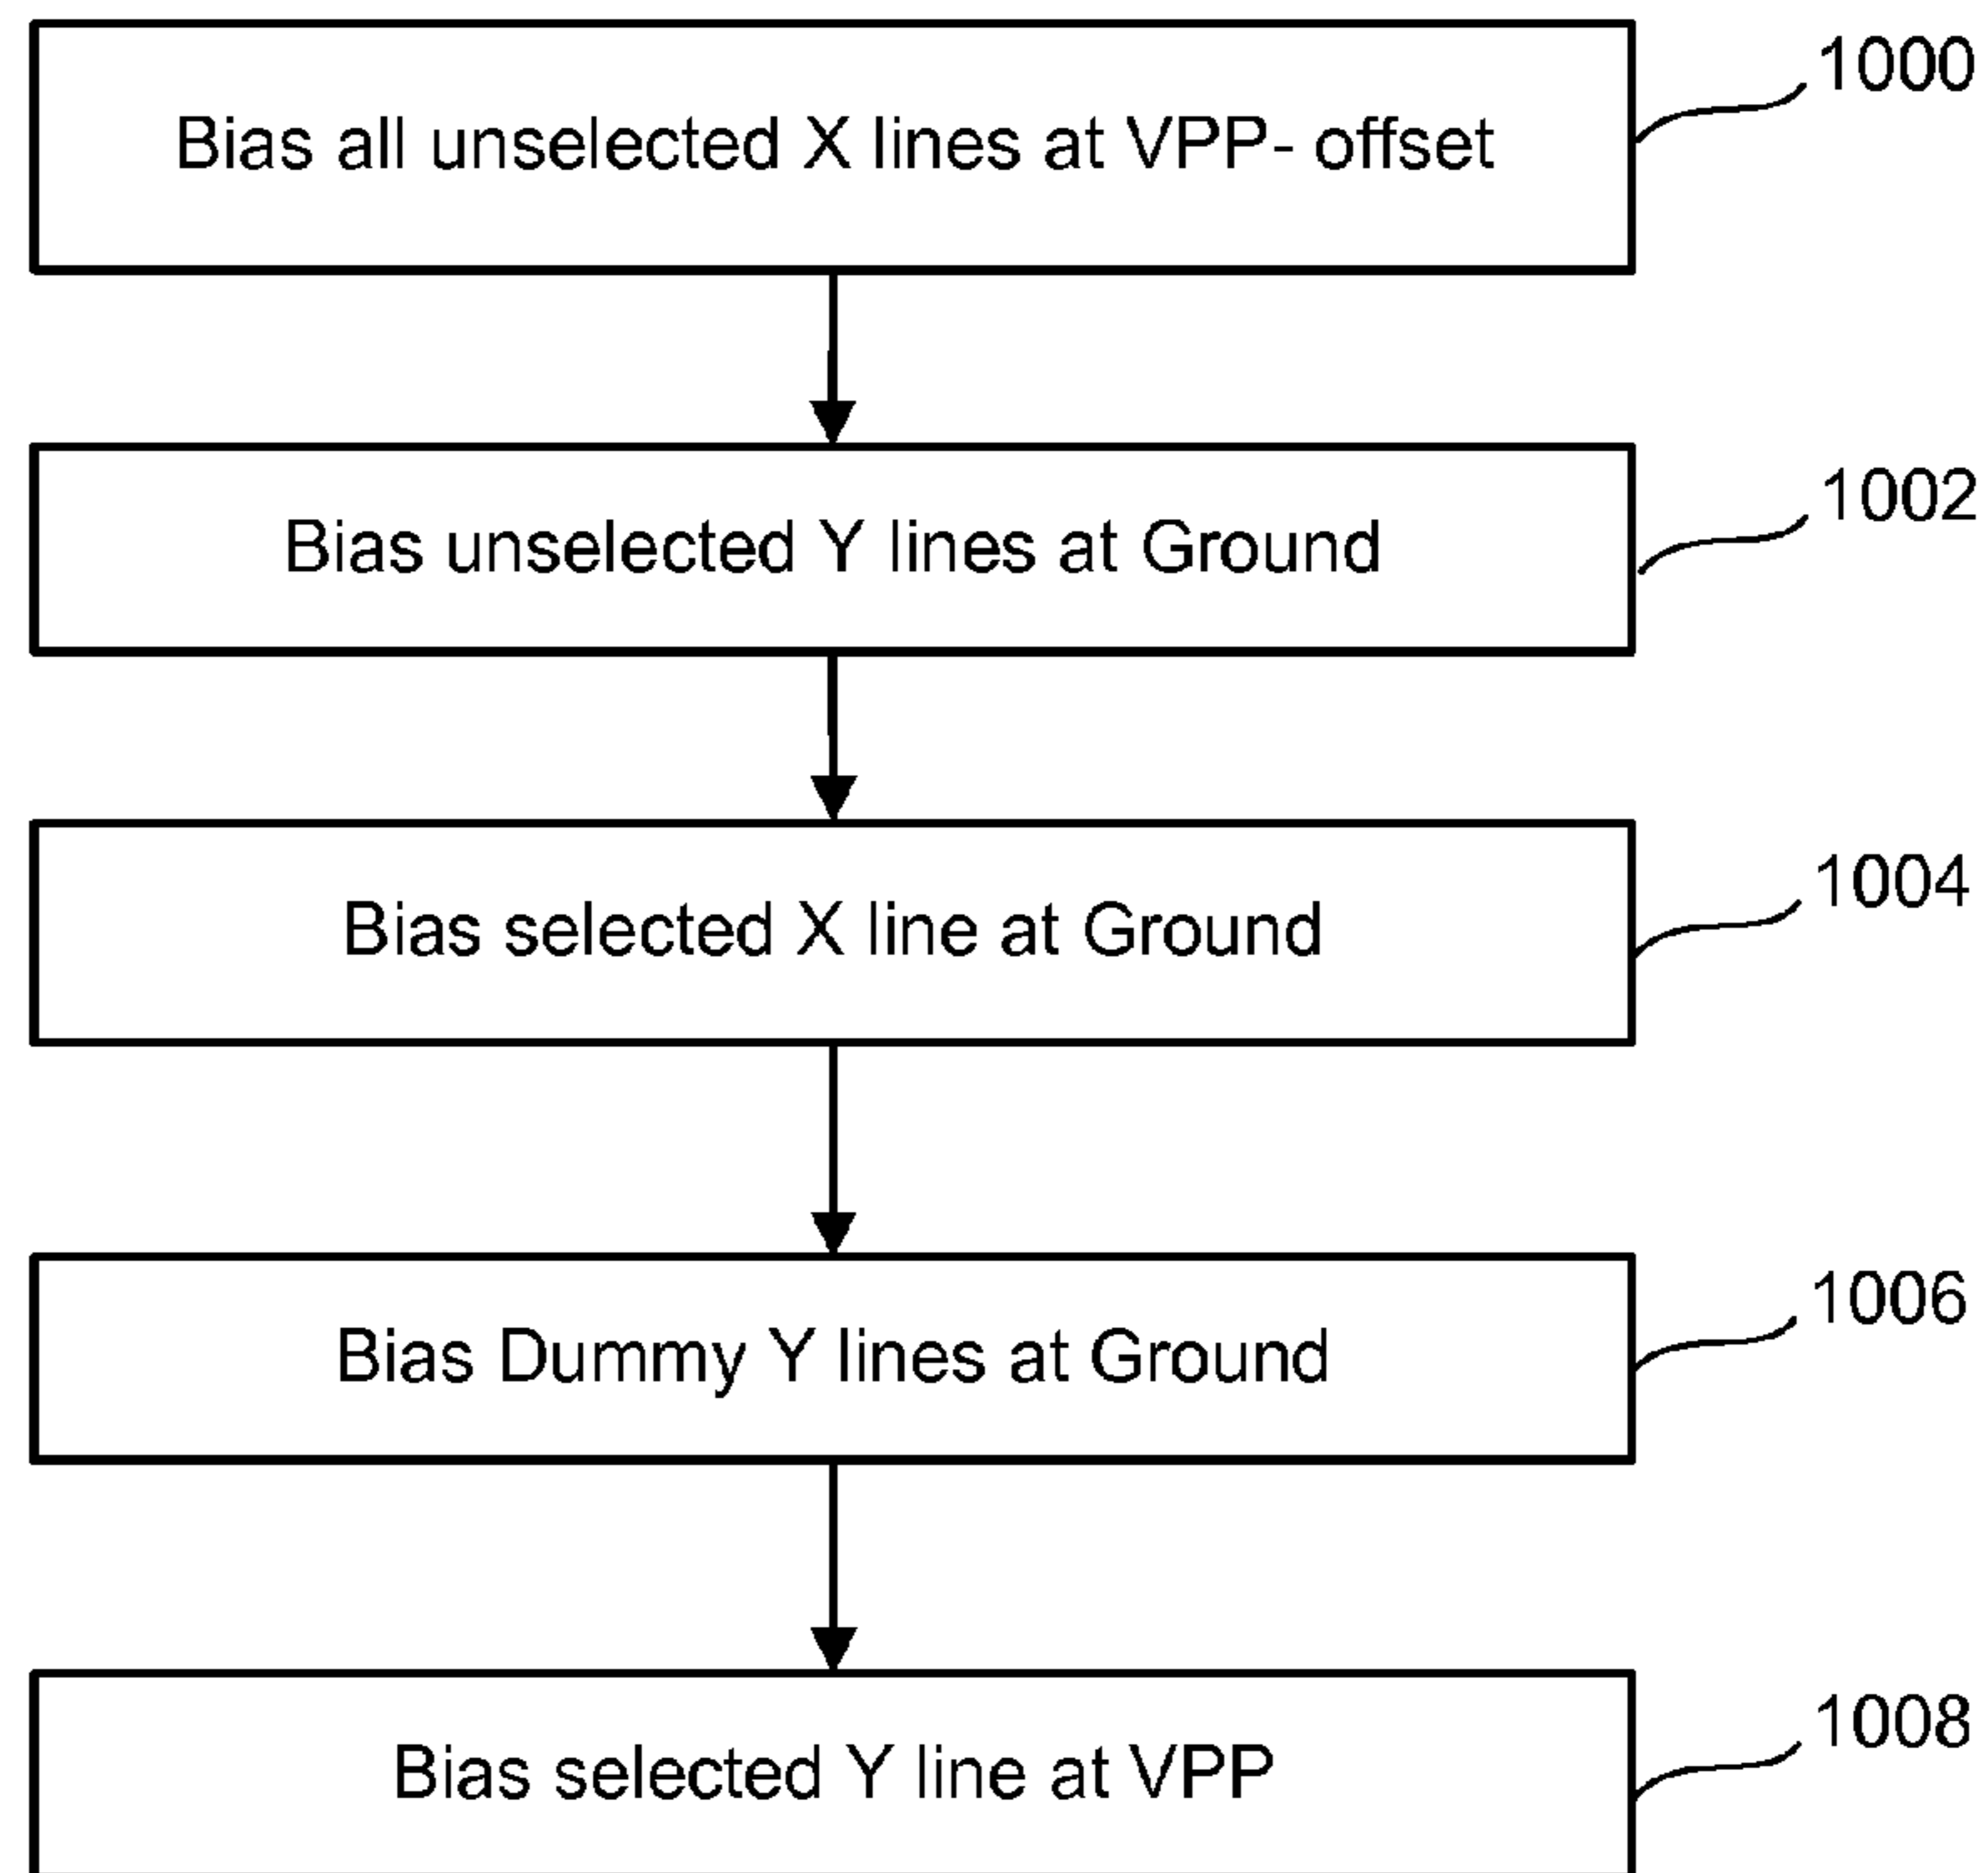 Bias all unselected X lines at VPP- offset
1000
Bias unselected Y lines at Ground
1002
Bias selected X line at Ground
1004
Bias Dummy Y lines at Ground
1006
Bias selected Y line at VPP
1008